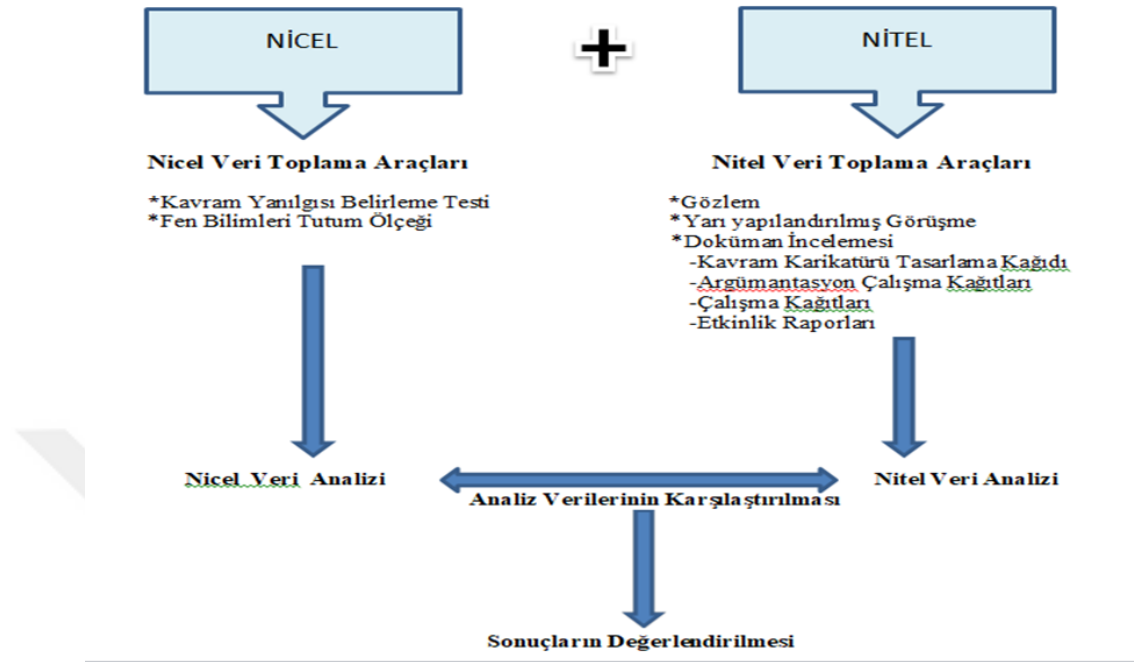 NİCEL
+
NİTEL
Nicel Veri Toplama Araçları
*Kavram Yanılgısı Belirleme Testi
*Fen Bilimleri Tutum Ölçeği
Nitel Veri Toplama Araçları
*Gözlem
*Yarı yapılandırılmış Görüşme
*Doküman İncelemesi
-Kavram Karikatürü Tasarlama Kağıdı
-Argümantasyon Çalışma Kağıtları
-Çalışma Kağıtları
-Etkinlik Raporları
Nicel Veri Analizi
Nitel Veri Analizi
Analiz Verilerinin Karşılaştırılması
Sonuçların Değerlendirilmesi